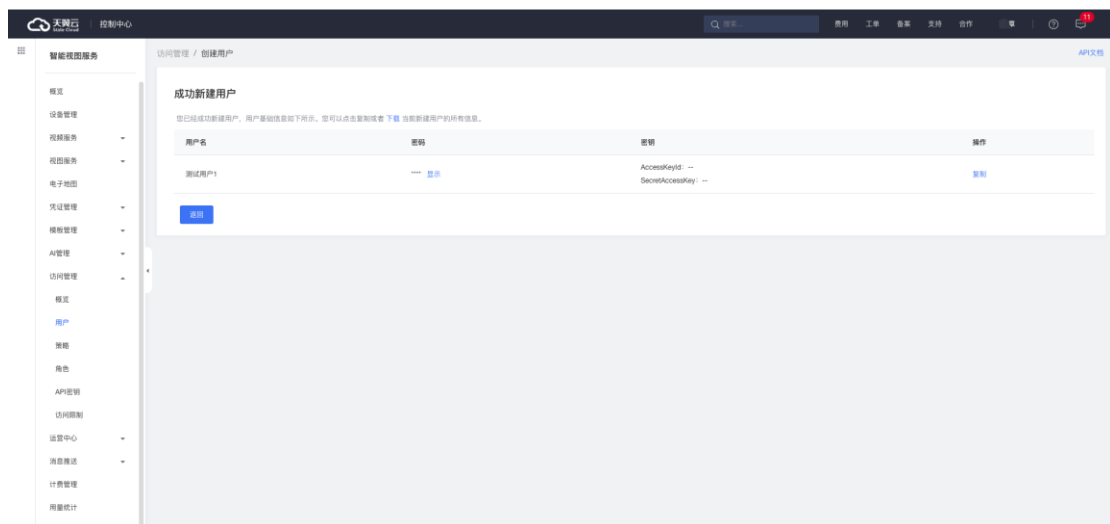 天翼云 控制中心 搜索... 费用 工单 备案 支持 合作 11
State Cloud
智能视图服务
访问管理 / 创建用户 API文档
概览
设备管理
视频服务
视图服务
电子地图
凭证管理
模板管理
AI管理
访问管理
概览
用户
策略
角色
API密钥
访问限制
运营中心
消息推送
计费管理
用量统计
成功新建用户
您已经成功新建用户，用户基础信息如下所示。您可以点击复制或者 下载 当前新建用户的所有信息。
用户名 密码 密钥 操作
测试用户1 **** 显示 AccessKeyId： -- 复制
SecretAccessKey： --
返回